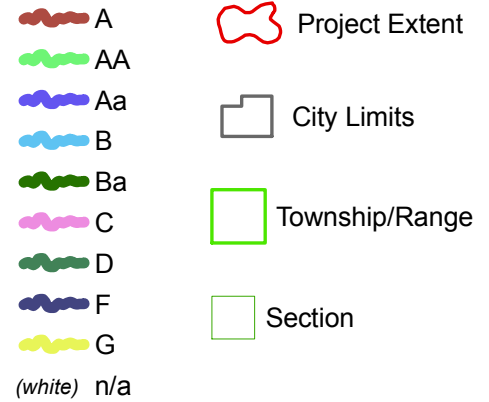 A
AA
Aa
B
Ba
C
D
F
G
(white) n/a
Project Extent
City Limits
Township/Range
Section